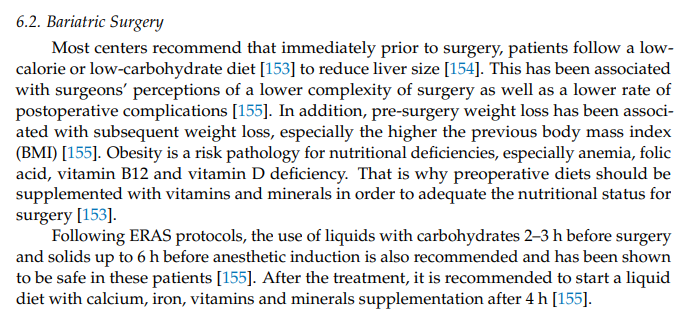 6.2. Bariatric Surgery
Most centers recommend that immediately prior to surgery, patients follow a low-
calorie or low-carbohydrate diet [153] to reduce liver size [154]. This has been associated
with surgeons’ perceptions of a lower complexity of surgery as well as a lower rate of
postoperative complications [155]. In addition, pre-surgery weight loss has been associ-
ated with subsequent weight loss, especially the higher the previous body mass index
(BMI) [155]. Obesity is a risk pathology for nutritional deficiencies, especially anemia, folic
acid, vitamin B12 and vitamin D deficiency. That is why preoperative diets should be
supplemented with vitamins and minerals in order to adequate the nutritional status for
surgery [153].
Following ERAS protocols, the use of liquids with carbohydrates 2–3 h before surgery
and solids up to 6 h before anesthetic induction is also recommended and has been shown
to be safe in these patients [155]. After the treatment, it is recommended to start a liquid
diet with calcium, iron, vitamins and minerals supplementation after 4 h [155].